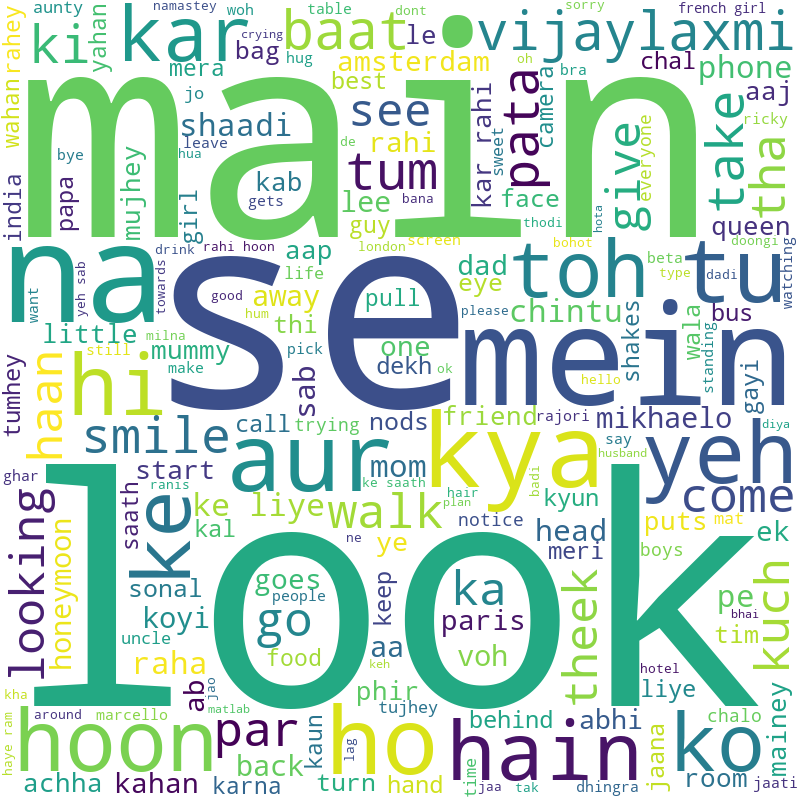 aunty
namastey
woh
table
dont
sorry
french girl
ki
kar
crying
hug
baat
le
vijaylaxmi
yahan
rahey
wahan
mera
bag
oh
amsterdam
chal
phone
jo
best
bra
camera
aaj
main
shaadi
leave
see
de
rahi
kar rahi
sweet
pata
give
everyone
take
ricky
tha
bye
hua
india
papa
mujhey
girl
kab
gets
tum
bana
lee
guy
face
thodi
hota
queen
drink
rahi hoon
aap
london
screen
bohot
doongi
na
yeh sab
towards
want
good
life
se
dad
eye
toh
beta
type
tu
dadi
watching
away
hum
pull
please
chintu
bus
little
milna
thi
one
mein
shakes
wala
standing
still
mummy
make
pick
dekh
ok
hello
gayi
tumhey
haan
hi
sab
trying
nods
friend
rajori
mikhaelo
smile
call
aur
kya
say
diya
yeh
husband
ghar
looking
start
saath
ranis
mom
ke saath
badi
hair
kyun
come
ke
ke liye
walk
plan
notice
head
puts
mat
honeymoon
kal
ne
ye
meri
boys
ek
sonal
goes
people
keep
ka
look
theek
pe
bhai
kuch
koyi
go
paris
tim
uncle
aa
raha
food
voh
keh
hotel
kha
ab
jao
phir
liye
around
marcello
matlab
tujhey
behind
abhi
chalo
mainey
haye ram
hoon
par
kaun
lag
ho
hain
ko
jaana
back
room
achha
kahan
karna
turn
hand
time
jaa
tak
dhingra
jaati